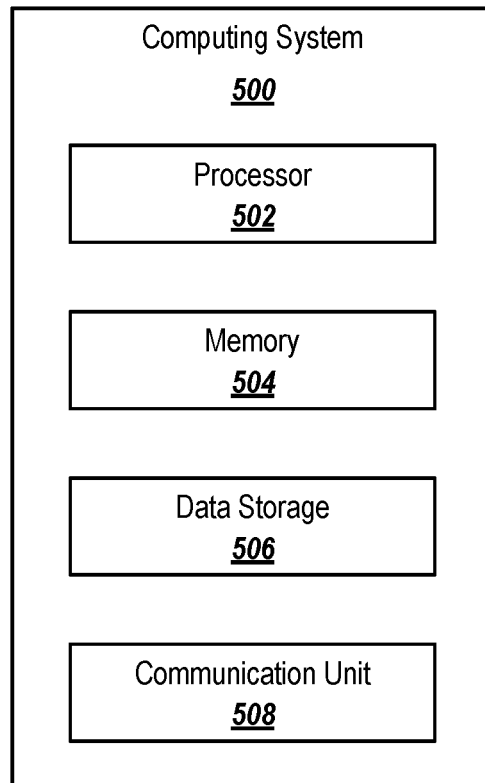 Computing System
500
Processor
502
Memory
504
Data Storage
506
Communication Unit
508